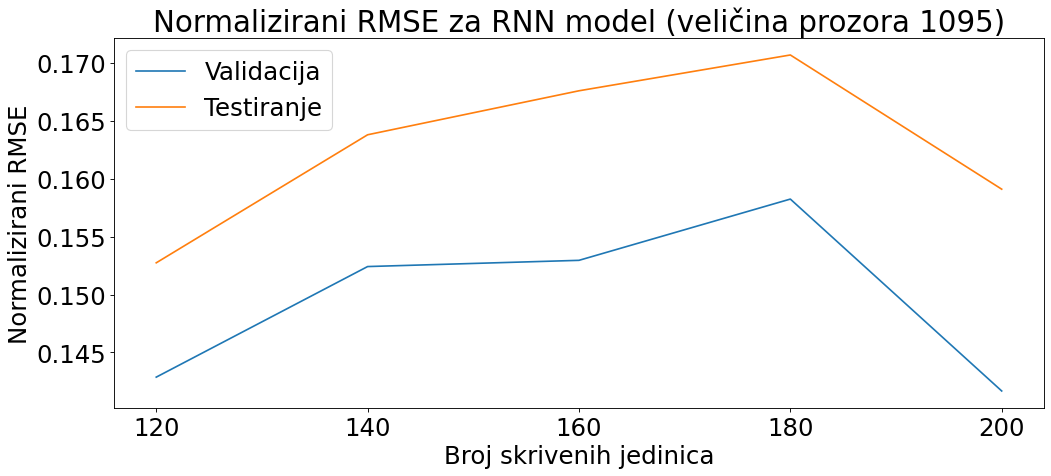 Normalizirani RMSE za RNN model (veličina prozora 1095)
Validacija
Testiranje
Normalizirani RMSE
0.170
0.165
0.160
0.155
0.150
0.145
120 140 160 180 200
Broj skrivenih jedinica